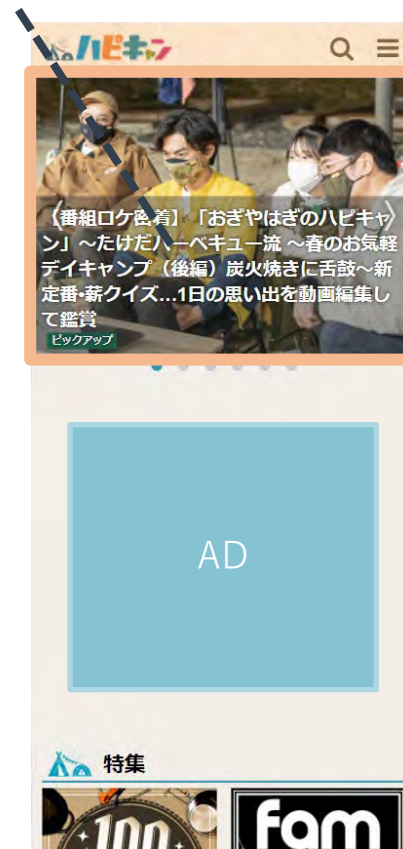 ハピキャン
【番組ロケ密着】「おぎやはぎのハピキャ
ン」～たけだバーベキュー流 ～春のお気軽
デイキャンプ（後編）炭火焼きに舌鼓～新
定番・薪クイズ…1日の思い出を動画編集し
て鑑賞
ピックアップ
AD
特集
100
fam